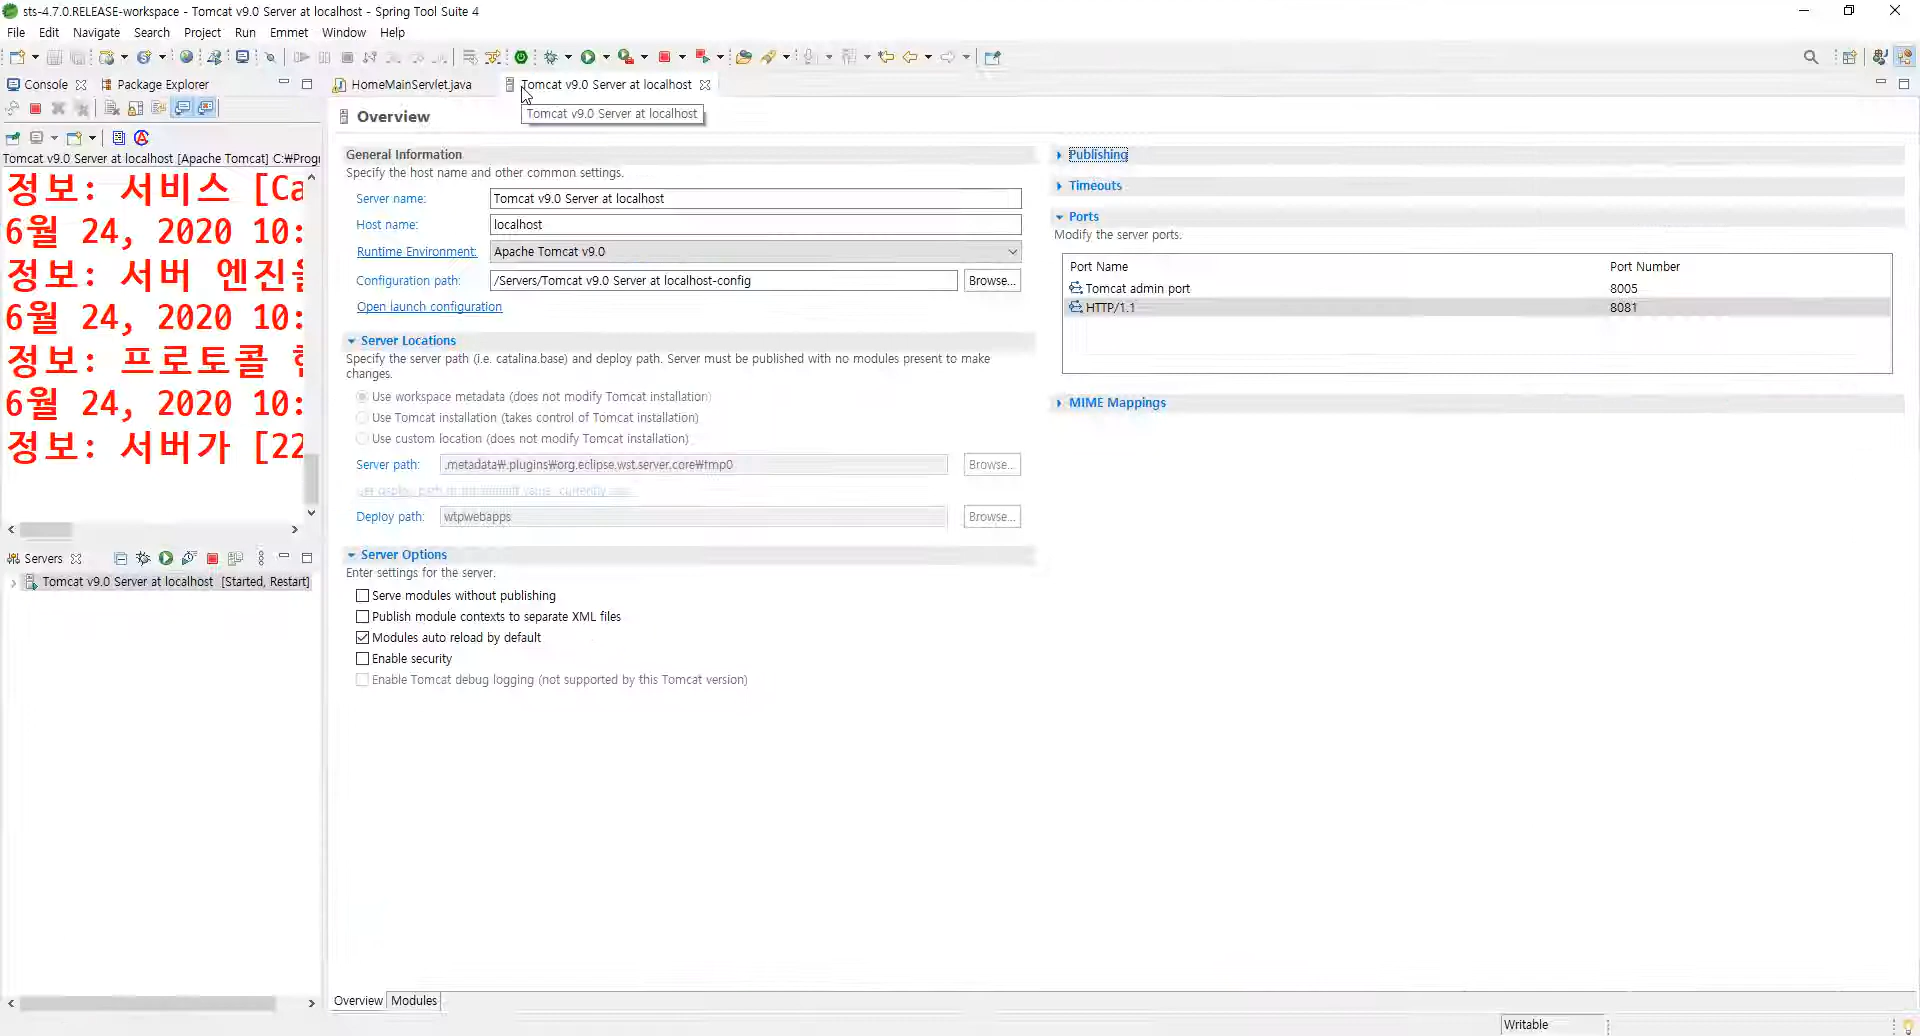 sts-4.7.0.RELEASE-workspace - Tomcat v9.0 Server at localhost - Spring Tool Suite 4
File Edit Navigate Search Project Run Emmet Window Help
Console Package Explorer
HomeMainServlet.java Tomcat v9.0 Server at localhost
Tomcat v9.0 Server at localhost
Tomcat v9.0 Server at localhost [Apache Tomcat] C:₩Progr
정보: 서비스 [Ca
6월 24, 2020 10:
정보: 서버 엔진을
6월 24, 2020 10:
정보: 프로토콜
6월 24, 2020 10:
정보: 서버가 [22
Servers
Tomcat v9.0 Server at localhost [Started, Restart]
Overview
General Information
Specify the host name and other common settings.
Server name: Tomcat v9.0 Server at localhost
Host name: localhost
Runtime Environment: Apache Tomcat v9.0
Configuration path: /Servers/Tomcat v9.0 Server at localhost-config Browse...
Open launch configuration
Server Locations
Specify the server path (i.e. catalina.base) and deploy path. Server must be published with no modules present to make
changes.
Use workspace metadata (does not modify Tomcat installation)
Use Tomcat installation (takes control of Tomcat installation)
Use custom location (does not modify Tomcat installation)
Server path: .metadata₩.plugins₩org.eclipse.wst.server.core₩tmp0 Browse...
Deploy path: wtpwebapps Browse...
Server Options
Enter settings for the server.
Serve modules without publishing
Publish module contexts to separate XML files
Modules auto reload by default
Enable security
Enable Tomcat debug logging (not supported by this Tomcat version)
Publishing
Timeouts
Ports
Modify the server ports.
Port Name Port Number
Tomcat admin port 8005
HTTP/1.1 8081
MIME Mappings
Overview Modules
Writable